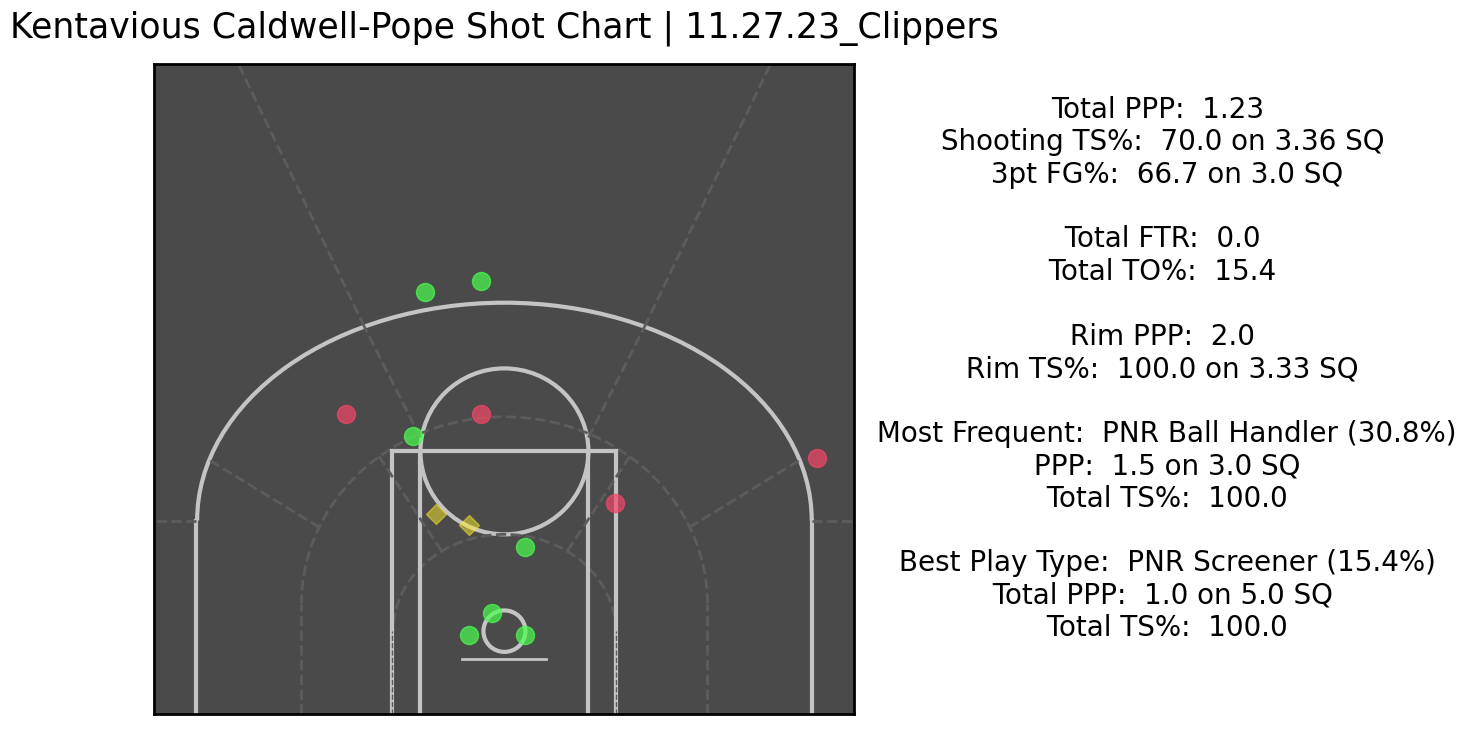 Kentavious Caldwell-Pope Shot Chart | 11.27.23_Clippers
Total PPP: 1.23
Shooting TS%: 70.0 on 3.36 SQ
3pt FG%: 66.7 on 3.0 SQ
Total FTR: 0.0
Total TO%: 15.4
Rim PPP: 2.0
Rim TS%: 100.0 on 3.33 SQ
Most Frequent: PNR Ball Handler (30.8%)
PPP: 1.5 on 3.0 SQ
Total TS%: 100.0
Best Play Type: PNR Screener (15.4%)
Total PPP: 1.0 on 5.0 SQ
Total TS%: 100.0